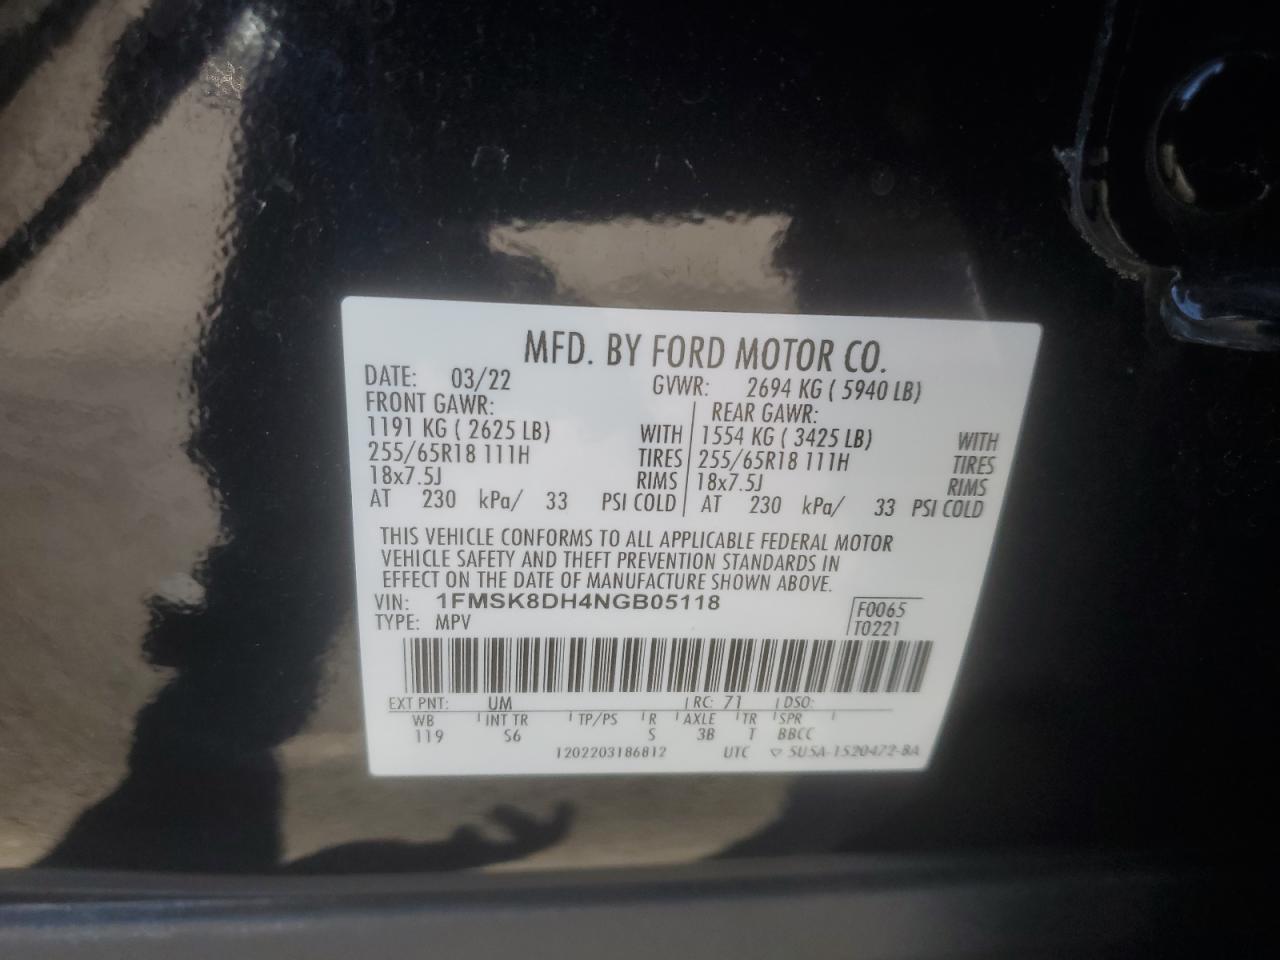 MFD. BY FORD MOTOR CO.
DATE: 03/22 GVWR: 2694 KG ( 5940 LB)
FRONT GAWR: REAR GAWR:
1191 KG ( 2625 LB) WITH 1554 KG ( 3425 LB) WITH
255/65R18 111H TIRES 255/65R18 111H TIRES
18x7.5J RIMS 18x7.5J RIMS
AT 230 kPa/ 33 PSI COLD AT 230 kPa/ 33 PSI COLD
THIS VEHICLE CONFORMS TO ALL APPLICABLE FEDERAL MOTOR
VEHICLE SAFETY AND THEFT PREVENTION STANDARDS IN
EFFECT ON THE DATE OF MANUFACTURE SHOWN ABOVE.
VIN: 1FMSK8DH4NGB05118 F0065
TYPE: MPV T0221
EXT PNT: UM RC: 71 DSO:
WB INT TR TP/PS R AXLE TR SPR
119 S6 S 3B T BBCC
1202203186812 UTC ▽ 5U5A-1520472-BA